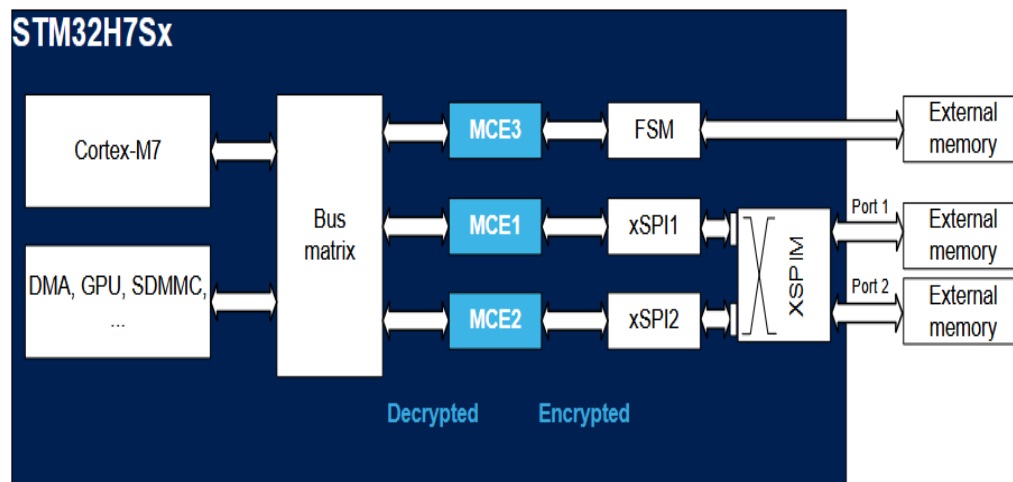 STM32H7Sx
Cortex-M7
DMA, GPU, SDMMC,
...
Bus
matrix
MCE3
FSM
External
memory
MCE1
xSPI1
Port 1
External
memory
MCE2
xSPI2
XSPIM
Port 2
External
memory
Decrypted
Encrypted